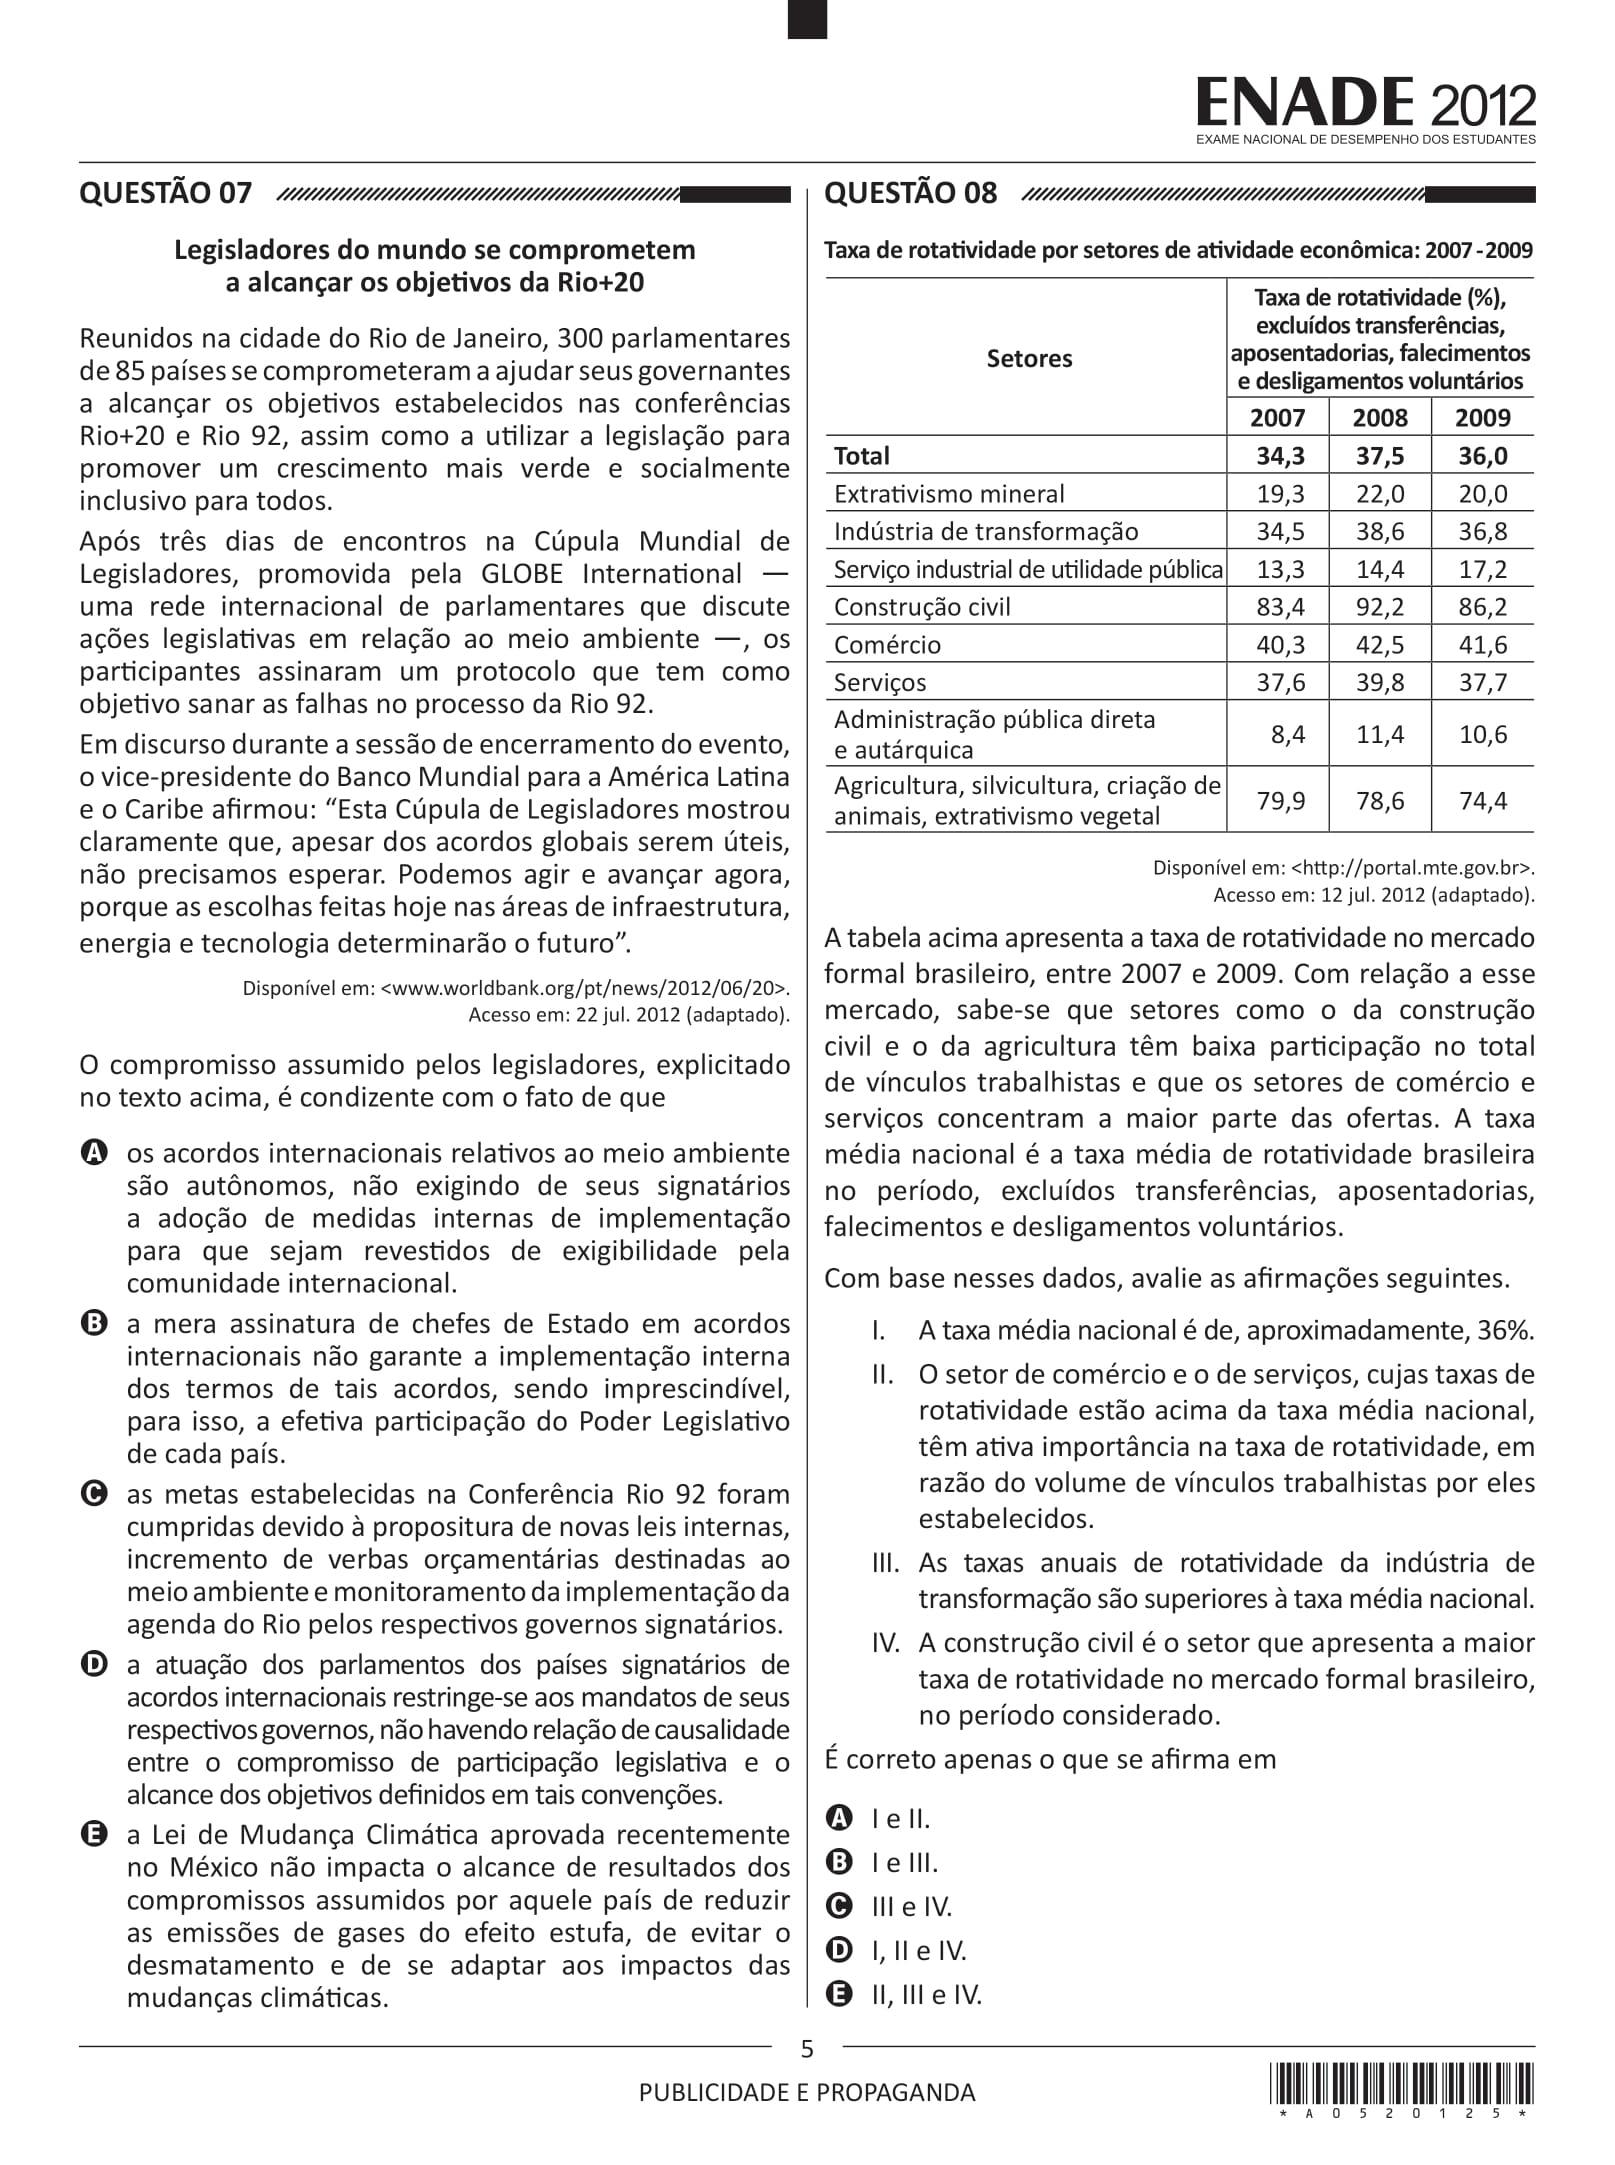 ENADE 2012
EXAME NACIONAL DE DESEMPENHO DOS ESTUDANTES
QUESTÃO 07
Legisladores do mundo se comprometem
a alcançar os objetivos da Rio+20
Reunidos na cidade do Rio de Janeiro, 300 parlamentares
de 85 países se comprometeram a ajudar seus governantes
a alcançar os objetivos estabelecidos nas conferências
Rio+20 e Rio 92, assim como a utilizar a legislação para
promover um crescimento mais verde e socialmente
inclusivo para todos.
Após três dias de encontros na Cúpula Mundial de
Legisladores, promovida pela GLOBE International —
uma rede internacional de parlamentares que discute
ações legislativas em relação ao meio ambiente —, os
participantes assinaram um protocolo que tem como
objetivo sanar as falhas no processo da Rio 92.
Em discurso durante a sessão de encerramento do evento,
o vice-presidente do Banco Mundial para a América Latina
e o Caribe afirmou: “Esta Cúpula de Legisladores mostrou
claramente que, apesar dos acordos globais serem úteis,
não precisamos esperar. Podemos agir e avançar agora,
porque as escolhas feitas hoje nas áreas de infraestrutura,
energia e tecnologia determinarão o futuro”.
Disponível em: <www.worldbank.org/pt/news/2012/06/20>.
Acesso em: 22 jul. 2012 (adaptado).
O compromisso assumido pelos legisladores, explicitado
no texto acima, é condizente com o fato de que
A os acordos internacionais relativos ao meio ambiente
são autônomos, não exigindo de seus signatários
a adoção de medidas internas de implementação
para que sejam revestidos de exigibilidade pela
comunidade internacional.
B a mera assinatura de chefes de Estado em acordos
internacionais não garante a implementação interna
dos termos de tais acordos, sendo imprescindível,
para isso, a efetiva participação do Poder Legislativo
de cada país.
C as metas estabelecidas na Conferência Rio 92 foram
cumpridas devido à propositura de novas leis internas,
incremento de verbas orçamentárias destinadas ao
meio ambiente e monitoramento da implementação da
agenda do Rio pelos respectivos governos signatários.
D a atuação dos parlamentos dos países signatários de
acordos internacionais restringe-se aos mandatos de seus
respectivos governos, não havendo relação de causalidade
entre o compromisso de participação legislativa e o
alcance dos objetivos definidos em tais convenções.
E a Lei de Mudança Climática aprovada recentemente
no México não impacta o alcance de resultados dos
compromissos assumidos por aquele país de reduzir
as emissões de gases do efeito estufa, de evitar o
desmatamento e de se adaptar aos impactos das
mudanças climáticas.
QUESTÃO 08
Taxa de rotatividade por setores de atividade econômica: 2007-2009
Setores
Taxa de rotatividade (%),
excluídos transferências,
aposentadorias, falecimentos
e desligamentos voluntários
2007 2008 2009
Total 34,3 37,5 36,0
Extrativismo mineral 19,3 22,0 20,0
Indústria de transformação 34,5 38,6 36,8
Serviço industrial de utilidade pública 13,3 14,4 17,2
Construção civil 83,4 92,2 86,2
Comércio 40,3 42,5 41,6
Serviços 37,6 39,8 37,7
Administração pública direta
e autárquica 8,4 11,4 10,6
Agricultura, silvicultura, criação de
animais, extrativismo vegetal 79,9 78,6 74,4
Disponível em: <http://portal.mte.gov.br>.
Acesso em: 12 jul. 2012 (adaptado).
A tabela acima apresenta a taxa de rotatividade no mercado
formal brasileiro, entre 2007 e 2009. Com relação a esse
mercado, sabe-se que setores como o da construção
civil e o da agricultura têm baixa participação no total
de vínculos trabalhistas e que os setores de comércio e
serviços concentram a maior parte das ofertas. A taxa
média nacional é a taxa média de rotatividade brasileira
no período, excluídos transferências, aposentadorias,
falecimentos e desligamentos voluntários.
Com base nesses dados, avalie as afirmações seguintes.
I. A taxa média nacional é de, aproximadamente, 36%.
II. O setor de comércio e o de serviços, cujas taxas de
rotatividade estão acima da taxa média nacional,
têm ativa importância na taxa de rotatividade, em
razão do volume de vínculos trabalhistas por eles
estabelecidos.
III. As taxas anuais de rotatividade da indústria de
transformação são superiores à taxa média nacional.
IV. A construção civil é o setor que apresenta a maior
taxa de rotatividade no mercado formal brasileiro,
no período considerado.
É correto apenas o que se afirma em
A I e II.
B I e III.
C III e IV.
D I, II e IV.
E II, III e IV.
5
PUBLICIDADE E PROPAGANDA
*A0520125*